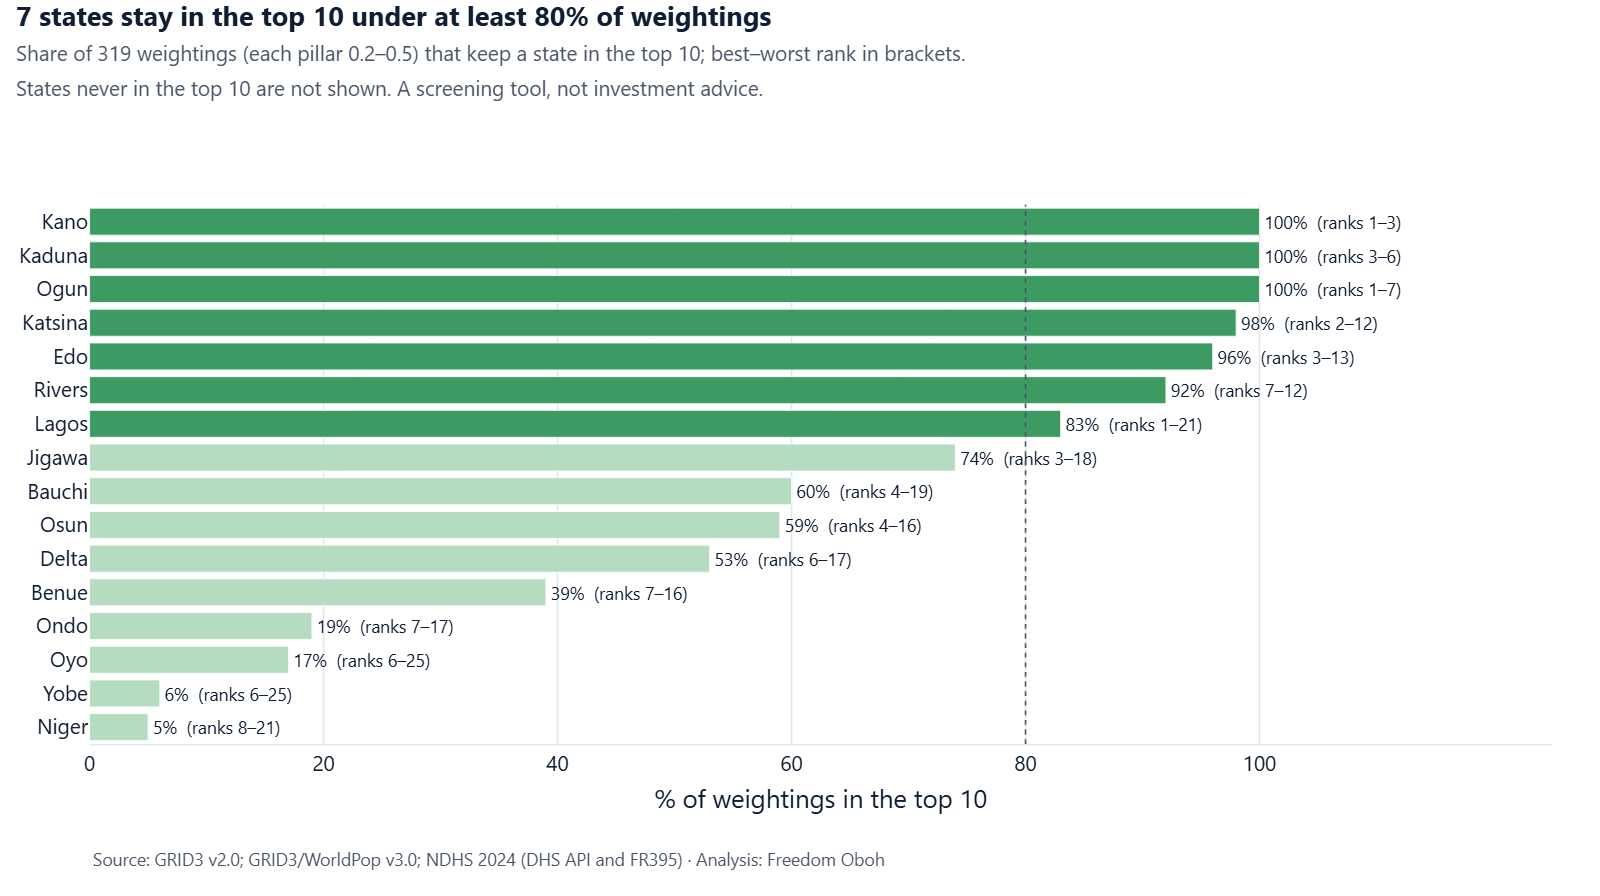 7 states stay in the top 10 under at least 80% of weightings
Share of 319 weightings (each pillar 0.2–0.5) that keep a state in the top 10; best–worst rank in brackets.
States never in the top 10 are not shown. A screening tool, not investment advice.
Kano 100% (ranks 1–3)
Kaduna 100% (ranks 3–6)
Ogun 100% (ranks 1–7)
Katsina 98% (ranks 2–12)
Edo 96% (ranks 3–13)
Rivers 92% (ranks 7–12)
Lagos 83% (ranks 1–21)
Jigawa 74% (ranks 3–18)
Bauchi 60% (ranks 4–19)
Osun 59% (ranks 4–16)
Delta 53% (ranks 6–17)
Benue 39% (ranks 7–16)
Ondo 19% (ranks 7–17)
Oyo 17% (ranks 6–25)
Yobe 6% (ranks 6–25)
Niger 5% (ranks 8–21)
0 20 40 60 80 100
% of weightings in the top 10
Source: GRID3 v2.0; GRID3/WorldPop v3.0; NDHS 2024 (DHS API and FR395) · Analysis: Freedom Oboh